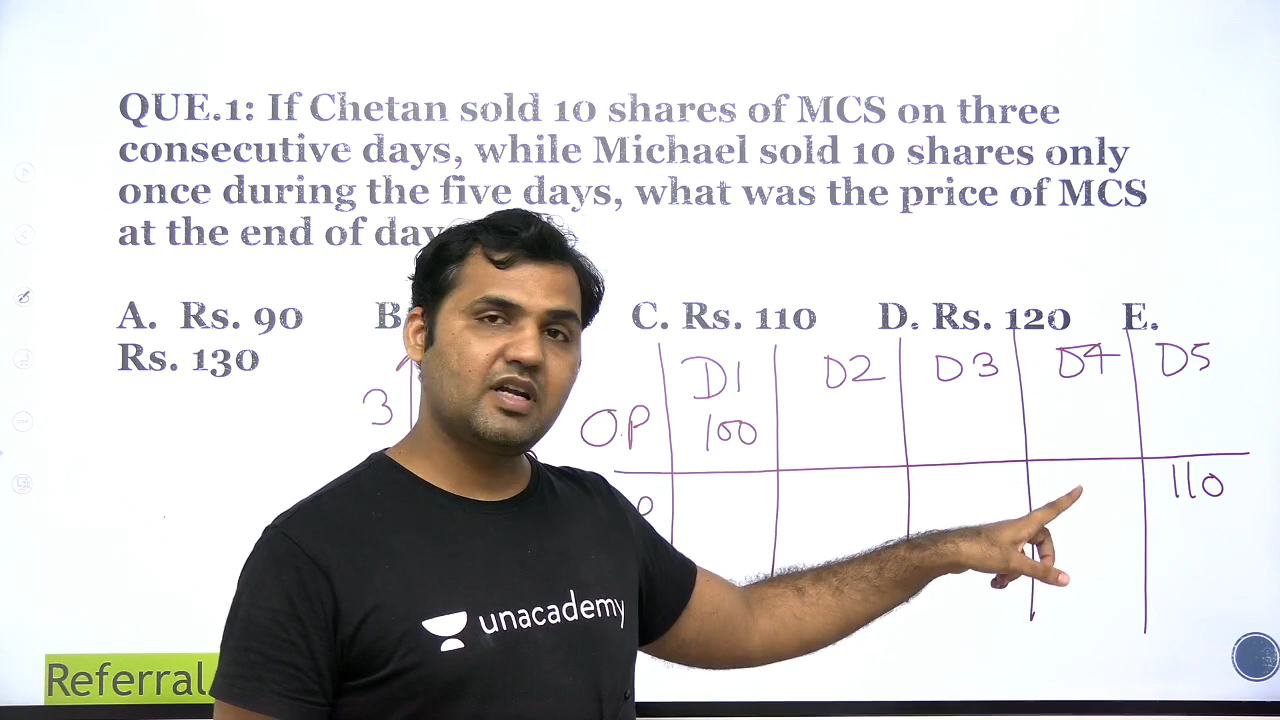 QUE.1: If Chetan sold 10 shares of MCS on three
consecutive days, while Michael sold 10 shares only
once during the five days, what was the price of MCS
at the end of day
A. Rs. 90 B. C. Rs. 110 D. Rs. 120 E.
Rs. 130
3
D1 D2 D3 D4 D5
O.P 100
110
unacademy
Referral